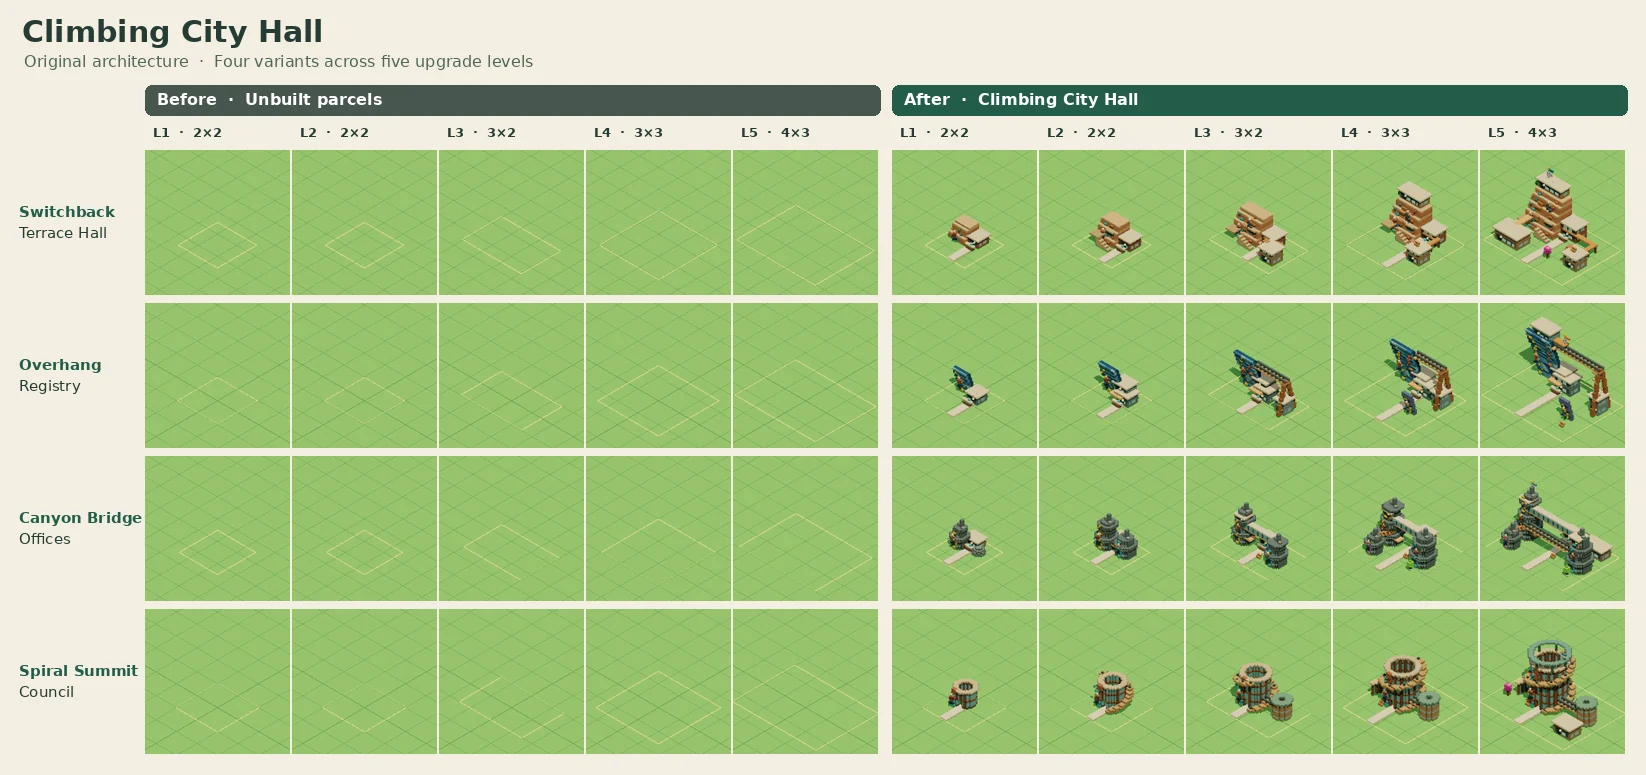 Climbing City Hall
Original architecture · Four variants across five upgrade levels
Before · Unbuilt parcels
After · Climbing City Hall
L1 · 2×2
L2 · 2×2
L3 · 3×2
L4 · 3×3
L5 · 4×3
L1 · 2×2
L2 · 2×2
L3 · 3×2
L4 · 3×3
L5 · 4×3
Switchback
Terrace Hall
Overhang
Registry
Canyon Bridge
Offices
Spiral Summit
Council